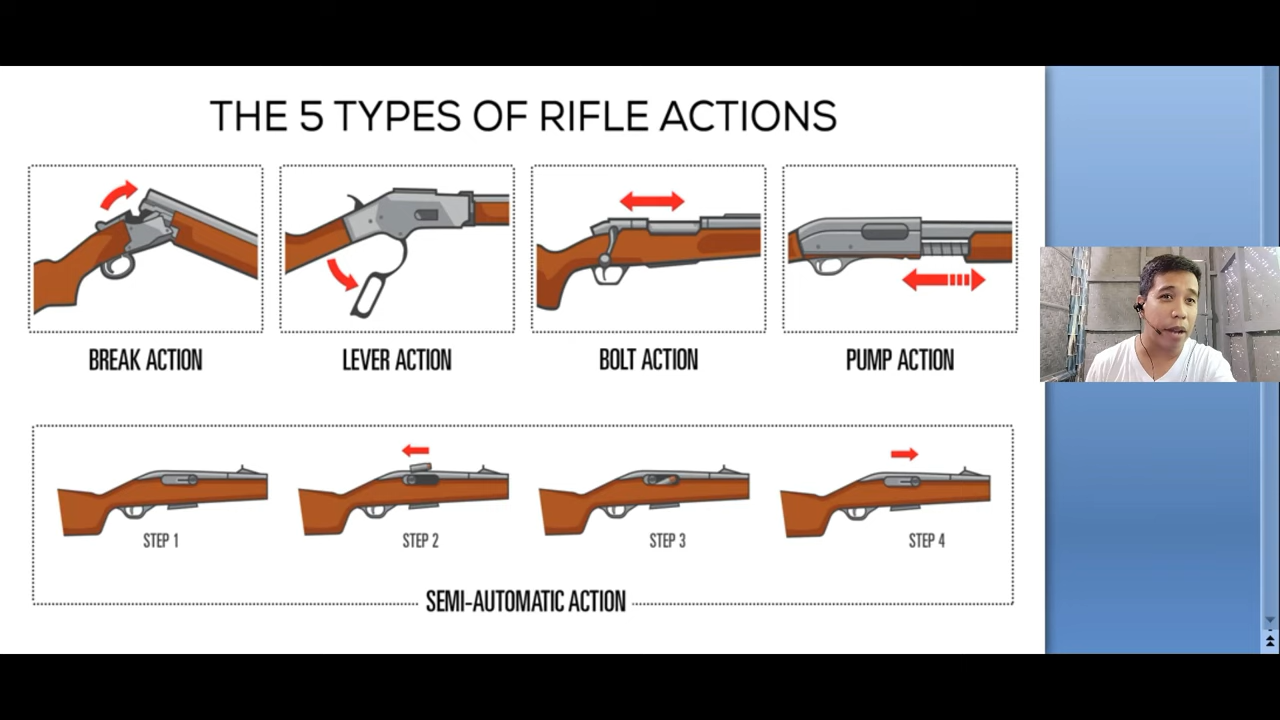 THE 5 TYPES OF RIFLE ACTIONS
BREAK ACTION
LEVER ACTION
BOLT ACTION
PUMP ACTION
STEP 1
STEP 2
STEP 3
STEP 4
SEMI-AUTOMATIC ACTION